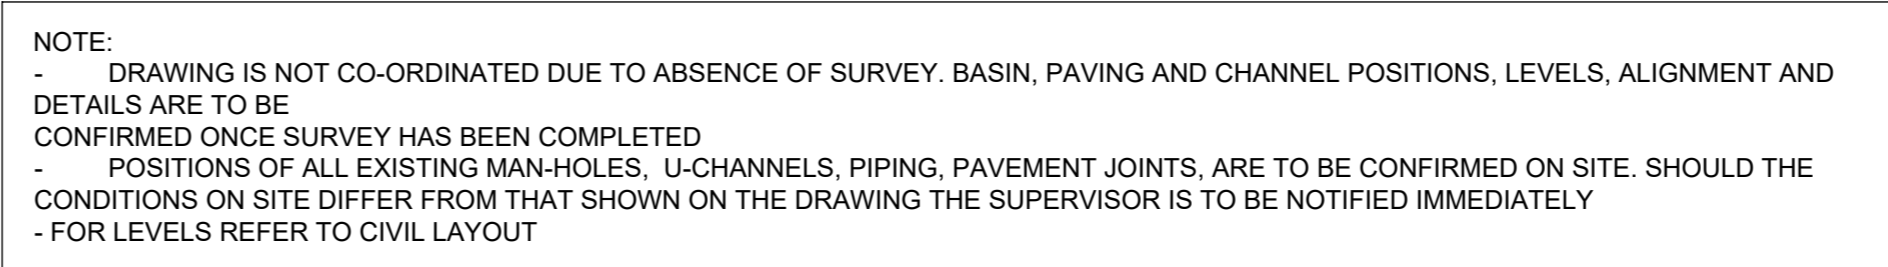 NOTE:
- DRAWING IS NOT CO-ORDINATED DUE TO ABSENCE OF SURVEY. BASIN, PAVING AND CHANNEL POSITIONS, LEVELS, ALIGNMENT AND
DETAILS ARE TO BE
CONFIRMED ONCE SURVEY HAS BEEN COMPLETED
- POSITIONS OF ALL EXISTING MAN-HOLES, U-CHANNELS, PIPING, PAVEMENT JOINTS, ARE TO BE CONFIRMED ON SITE. SHOULD THE
CONDITIONS ON SITE DIFFER FROM THAT SHOWN ON THE DRAWING THE SUPERVISOR IS TO BE NOTIFIED IMMEDIATELY
- FOR LEVELS REFER TO CIVIL LAYOUT